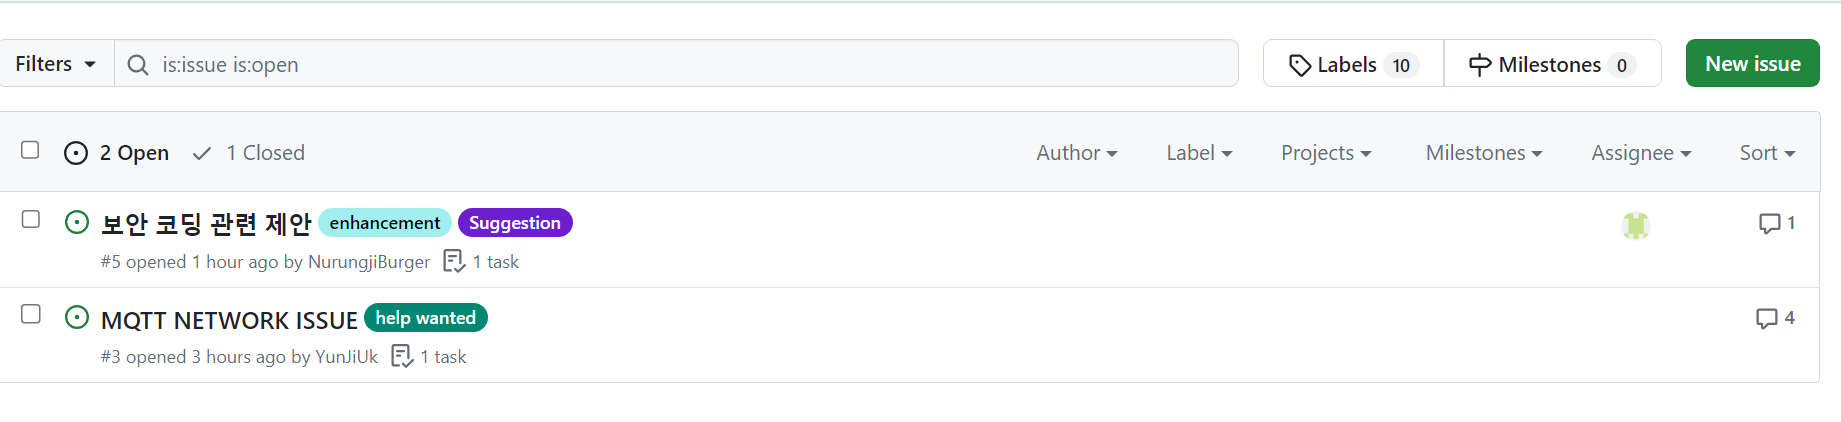 Filters is:issue is:open Labels 10 Milestones 0 New issue
2 Open 1 Closed Author Label Projects Milestones Assignee Sort
보안 코딩 관련 제안 enhancement Suggestion 1
#5 opened 1 hour ago by NurungjiBurger 1 task
MQTT NETWORK ISSUE help wanted 4
#3 opened 3 hours ago by YunJiUk 1 task